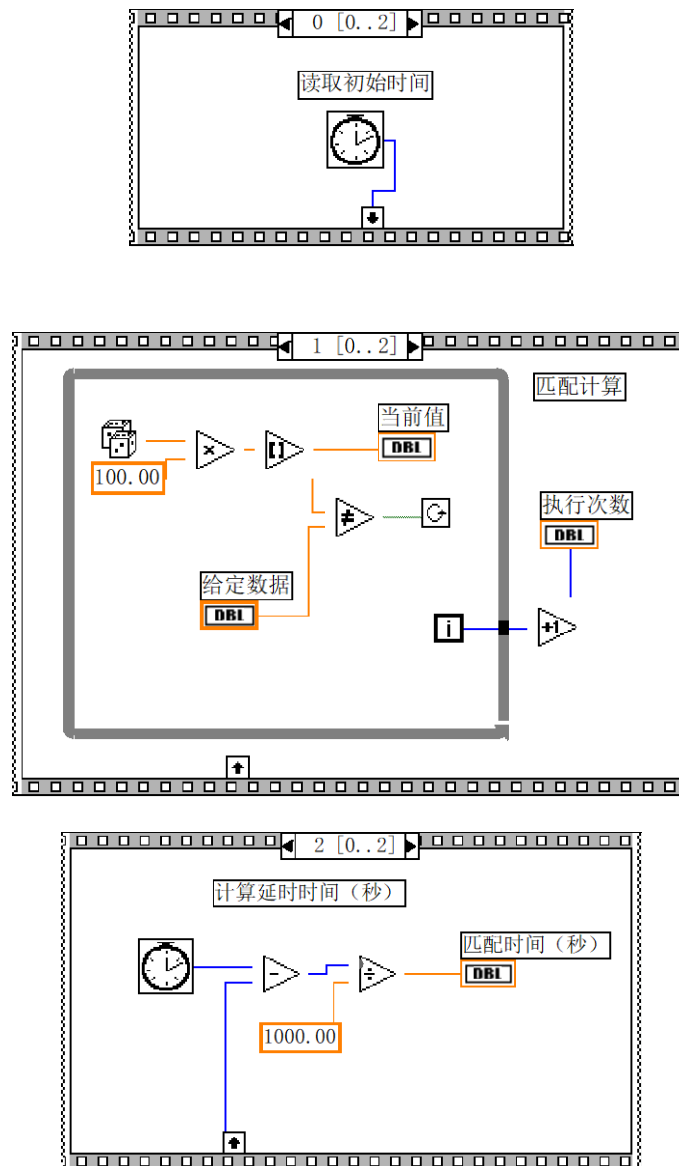 0 [0..2]
读取初始时间
1 [0..2]
匹配计算
当前值
DBL
100.00
执行次数
DBL
给定数据
DBL
i
+1
2 [0..2]
计算延时时间（秒）
匹配时间（秒）
DBL
1000.00